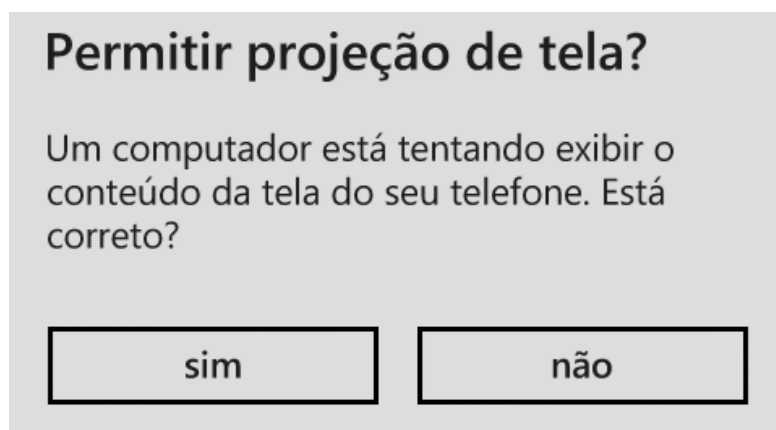 Permitir projeção de tela?
Um computador está tentando exibir o
conteúdo da tela do seu telefone. Está
correto?
sim
não